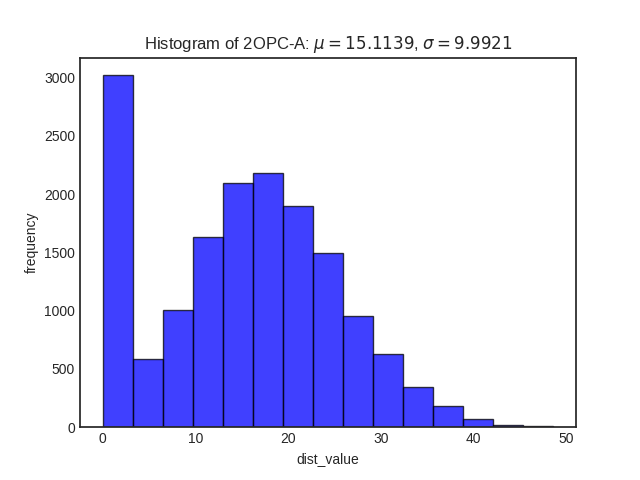 Histogram of 2OPC-A: μ = 15.1139, σ = 9.9921
3000
2500
2000
1500
1000
500
0
frequency
0 10 20 30 40 50
dist_value